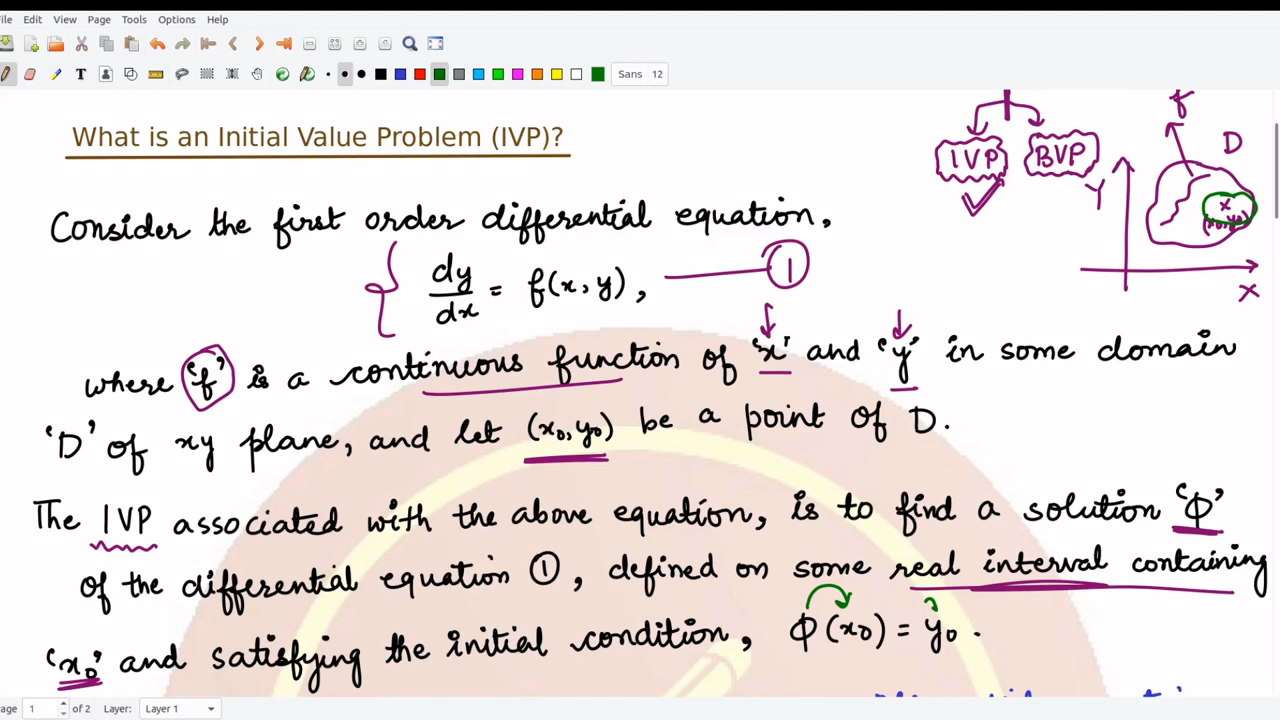 File Edit View Page Tools Options Help
Sans 12
What is an Initial Value Problem (IVP)?
IVP BVP
f
D
Y
x
(x₀,y₀)
X
Consider the first order differential equation,
dy/dx = f(x, y), ①
where 'f' is a continuous function of 'x' and 'y' in some domain
'D' of xy plane, and let (x₀,y₀) be a point of D.
The IVP associated with the above equation, is to find a solution 'Φ'
of the differential equation ①, defined on some real interval containing
'x₀' and satisfying the initial condition, Φ(x₀) = y₀.
Page 1 of 2 Layer: Layer 1